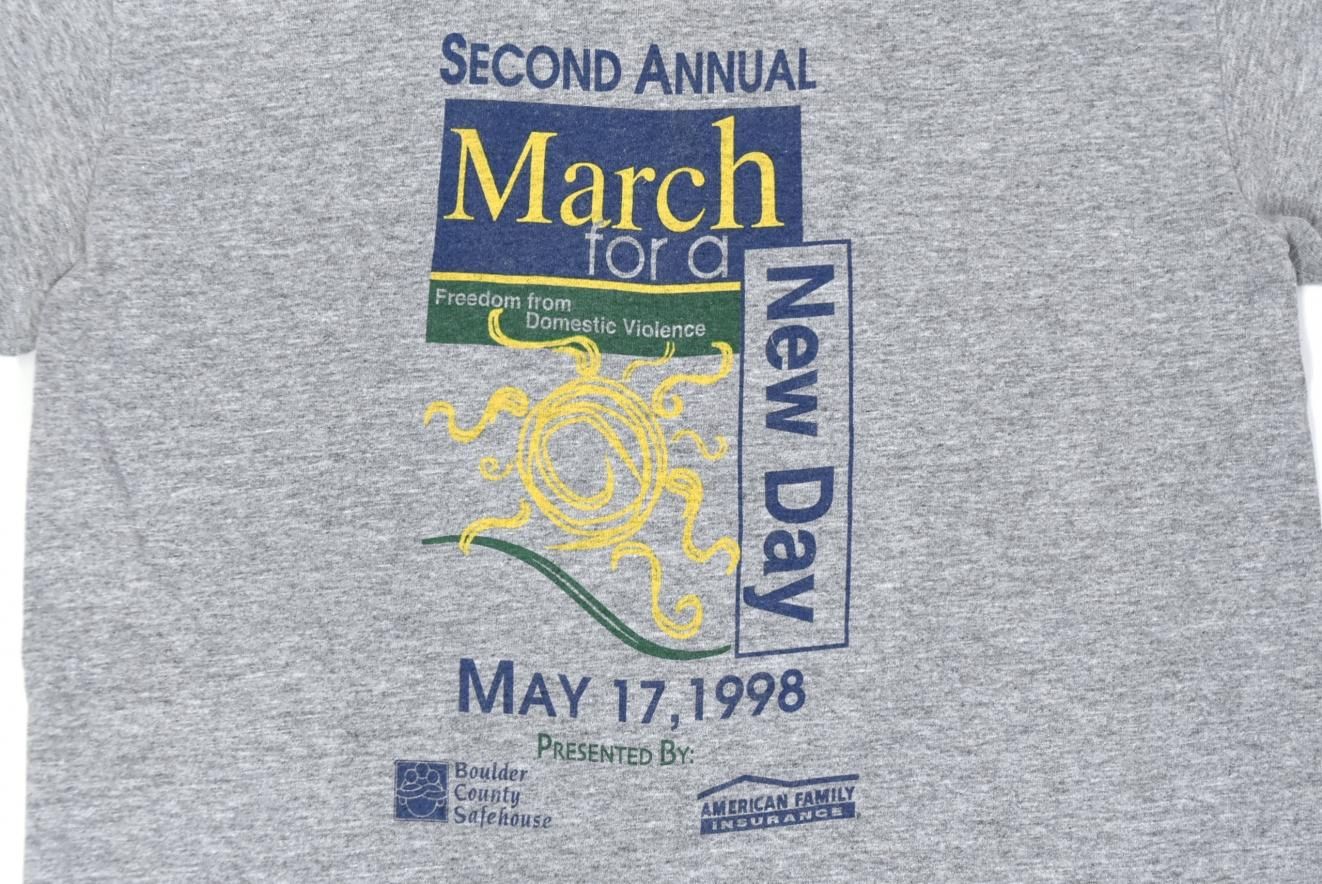 SECOND ANNUAL
March
for a
New Day
Freedom from
Domestic Violence
MAY 17, 1998
PRESENTED BY:
Boulder
County
Safehouse
AMERICAN FAMILY
INSURANCE